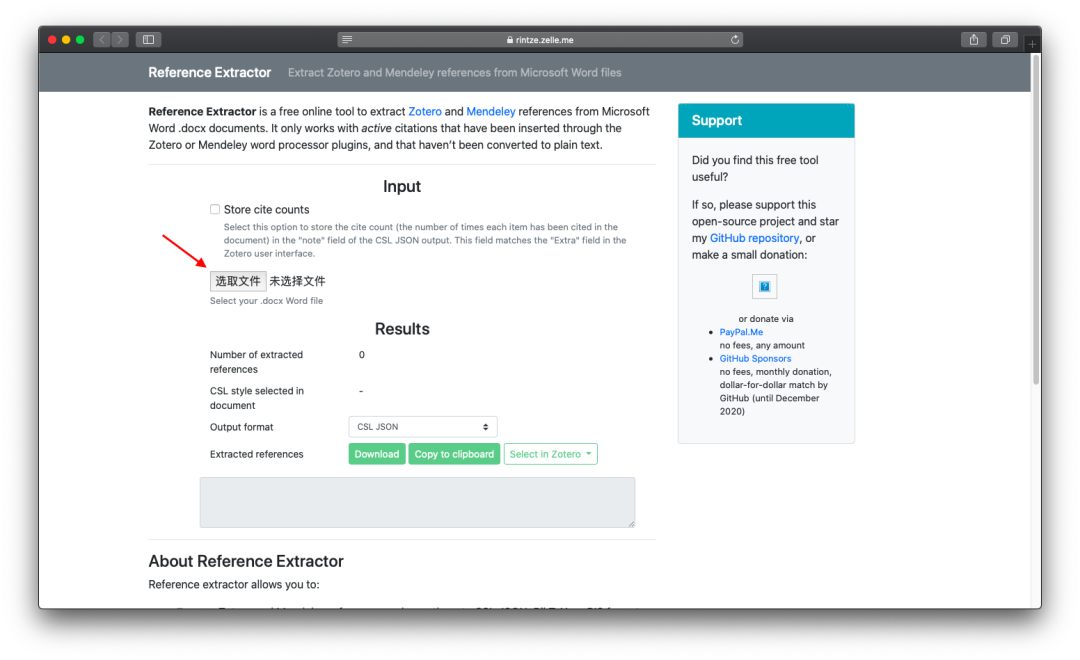 rintze.zelle.me
Reference Extractor Extract Zotero and Mendeley references from Microsoft Word files
Reference Extractor is a free online tool to extract Zotero and Mendeley references from Microsoft
Word .docx documents. It only works with active citations that have been inserted through the
Zotero or Mendeley word processor plugins, and that haven't been converted to plain text.
Input
Store cite counts
Select this option to store the cite count (the number of times each item has been cited in the
document) in the "note" field of the CSL JSON output. This field matches the "Extra" field in the
Zotero user interface.
选取文件 未选择文件
Select your .docx Word file
Results
Number of extracted
references
0
CSL style selected in
document
-
Output format
CSL JSON
Extracted references
Download Copy to clipboard Select in Zotero
About Reference Extractor
Reference extractor allows you to:
Support
Did you find this free tool
useful?
If so, please support this
open-source project and star
my GitHub repository, or
make a small donation:
or donate via
• PayPal.Me
no fees, any amount
• GitHub Sponsors
no fees, monthly donation,
dollar-for-dollar match by
GitHub (until December
2020)